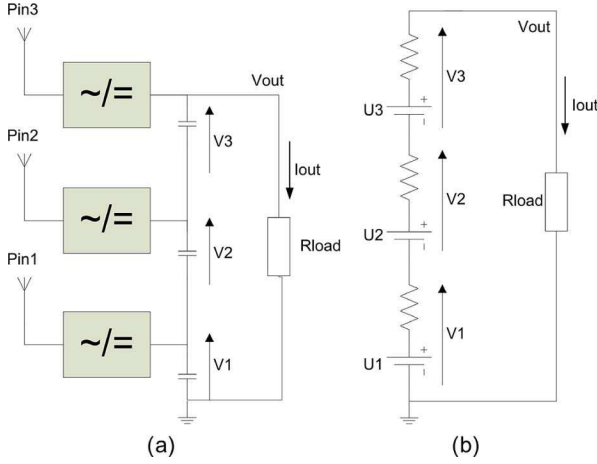 Pin3
~/=
Vout
V3
Pin2
Iout
~/=
V2
Rload
Pin1
~/=
V1
(a)
Vout
V3
Iout
U3
+
-
V2
Rload
U2
+
-
V1
U1
+
-
(b)